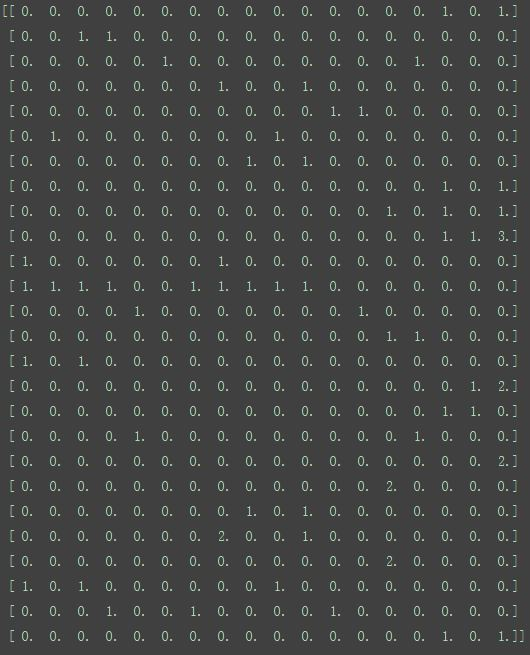 [[ 0. 0. 0. 0. 0. 0. 0. 0. 0. 0. 0. 0. 0. 0. 0. 1. 0. 1.]
[ 0. 0. 1. 1. 0. 0. 0. 0. 0. 0. 0. 0. 0. 0. 0. 0. 0. 0.]
[ 0. 0. 0. 0. 0. 1. 0. 0. 0. 0. 0. 0. 0. 0. 1. 0. 0. 0.]
[ 0. 0. 0. 0. 0. 0. 0. 1. 0. 0. 1. 0. 0. 0. 0. 0. 0. 0.]
[ 0. 0. 0. 0. 0. 0. 0. 0. 0. 0. 0. 1. 1. 0. 0. 0. 0. 0.]
[ 0. 1. 0. 0. 0. 0. 0. 0. 0. 1. 0. 0. 0. 0. 0. 0. 0. 0.]
[ 0. 0. 0. 0. 0. 0. 0. 0. 1. 0. 1. 0. 0. 0. 0. 0. 0. 0.]
[ 0. 0. 0. 0. 0. 0. 0. 0. 0. 0. 0. 0. 0. 0. 0. 1. 0. 1.]
[ 0. 0. 0. 0. 0. 0. 0. 0. 0. 0. 0. 0. 0. 1. 0. 1. 0. 1.]
[ 0. 0. 0. 0. 0. 0. 0. 0. 0. 0. 0. 0. 0. 0. 0. 1. 1. 3.]
[ 1. 0. 0. 0. 0. 0. 0. 1. 0. 0. 0. 0. 0. 0. 0. 0. 0. 0.]
[ 1. 1. 1. 1. 0. 0. 1. 1. 1. 1. 1. 0. 0. 0. 0. 0. 0. 0.]
[ 0. 0. 0. 0. 1. 0. 0. 0. 0. 0. 0. 0. 1. 0. 0. 0. 0. 0.]
[ 0. 0. 0. 0. 0. 0. 0. 0. 0. 0. 0. 0. 0. 1. 1. 0. 0. 0.]
[ 1. 0. 1. 0. 0. 0. 0. 0. 0. 0. 0. 0. 0. 0. 0. 0. 0. 0.]
[ 0. 0. 0. 0. 0. 0. 0. 0. 0. 0. 0. 0. 0. 0. 0. 0. 1. 2.]
[ 0. 0. 0. 0. 0. 0. 0. 0. 0. 0. 0. 0. 0. 0. 0. 1. 1. 0.]
[ 0. 0. 0. 0. 1. 0. 0. 0. 0. 0. 0. 0. 0. 0. 1. 0. 0. 0.]
[ 0. 0. 0. 0. 0. 0. 0. 0. 0. 0. 0. 0. 0. 0. 0. 0. 0. 2.]
[ 0. 0. 0. 0. 0. 0. 0. 0. 0. 0. 0. 0. 0. 2. 0. 0. 0. 0.]
[ 0. 0. 0. 0. 0. 0. 0. 0. 1. 0. 1. 0. 0. 0. 0. 0. 0. 0.]
[ 0. 0. 0. 0. 0. 0. 0. 2. 0. 0. 1. 0. 0. 0. 0. 0. 0. 0.]
[ 0. 0. 0. 0. 0. 0. 0. 0. 0. 0. 0. 0. 0. 2. 0. 0. 0. 0.]
[ 1. 0. 1. 0. 0. 0. 0. 0. 0. 1. 0. 0. 0. 0. 0. 0. 0. 0.]
[ 0. 0. 0. 1. 0. 0. 1. 0. 0. 0. 0. 1. 0. 0. 0. 0. 0. 0.]
[ 0. 0. 0. 0. 0. 0. 0. 0. 0. 0. 0. 0. 0. 0. 0. 1. 0. 1.]]